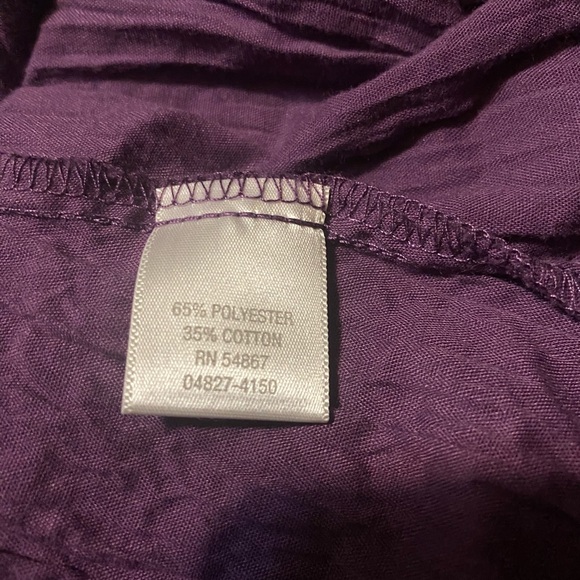 65% POLYESTER
35% COTTON
RN 54867
04827-4150